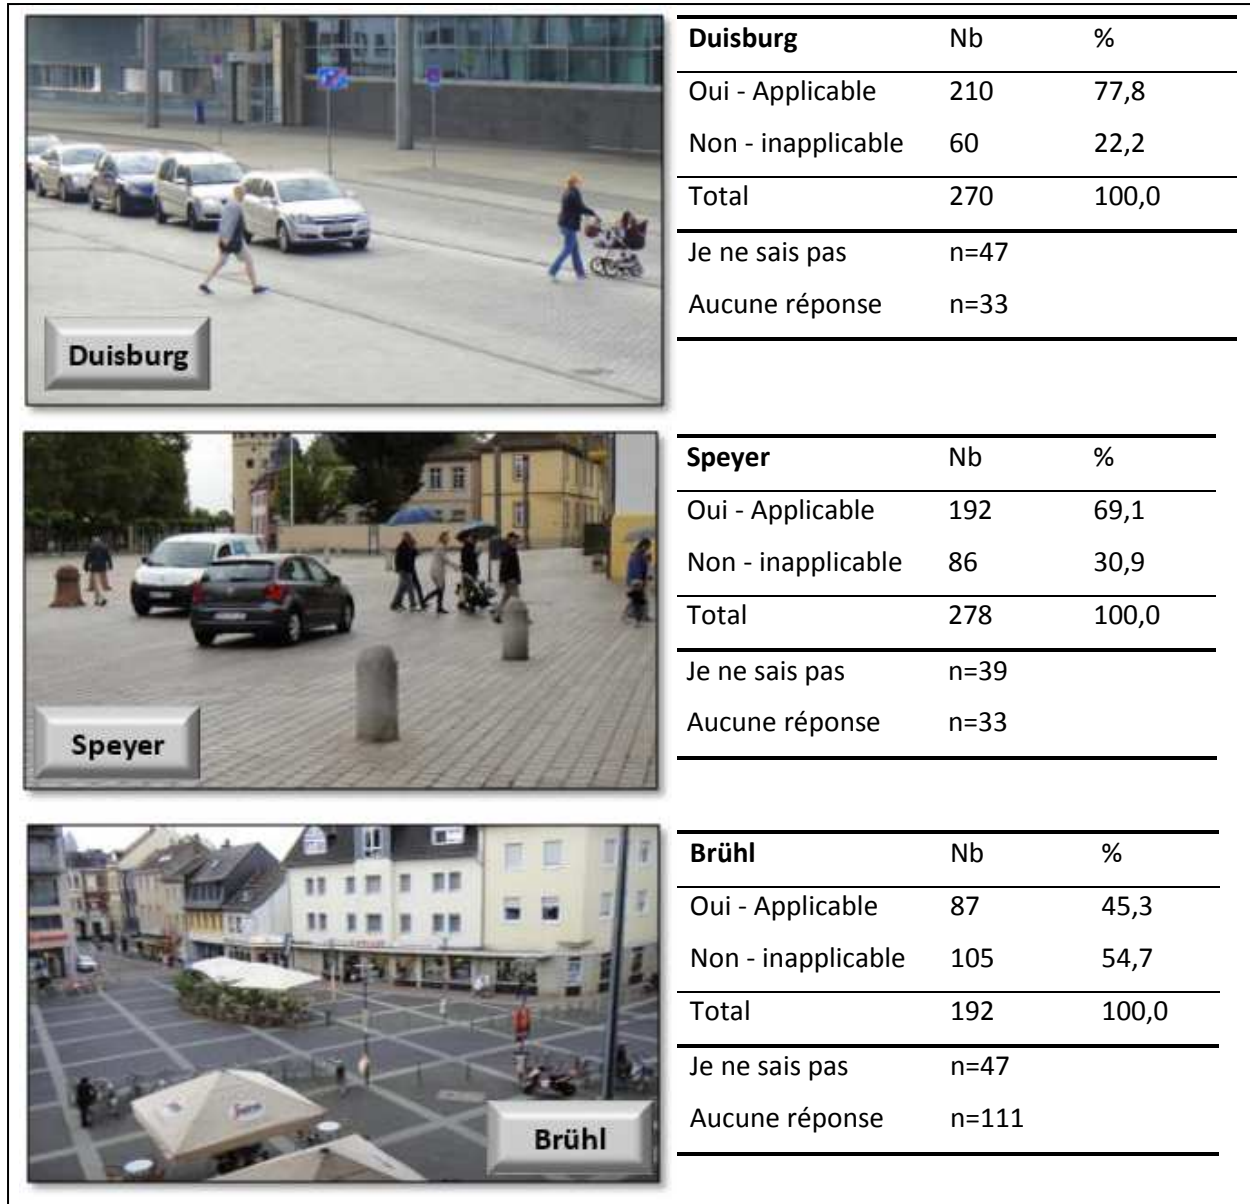 Duisburg
Duisburg Nb %
Oui - Applicable 210 77,8
Non - inapplicable 60 22,2
Total 270 100,0
Je ne sais pas n=47
Aucune réponse n=33
Speyer
Speyer Nb %
Oui - Applicable 192 69,1
Non - inapplicable 86 30,9
Total 278 100,0
Je ne sais pas n=39
Aucune réponse n=33
Brühl
Brühl Nb %
Oui - Applicable 87 45,3
Non - inapplicable 105 54,7
Total 192 100,0
Je ne sais pas n=47
Aucune réponse n=111